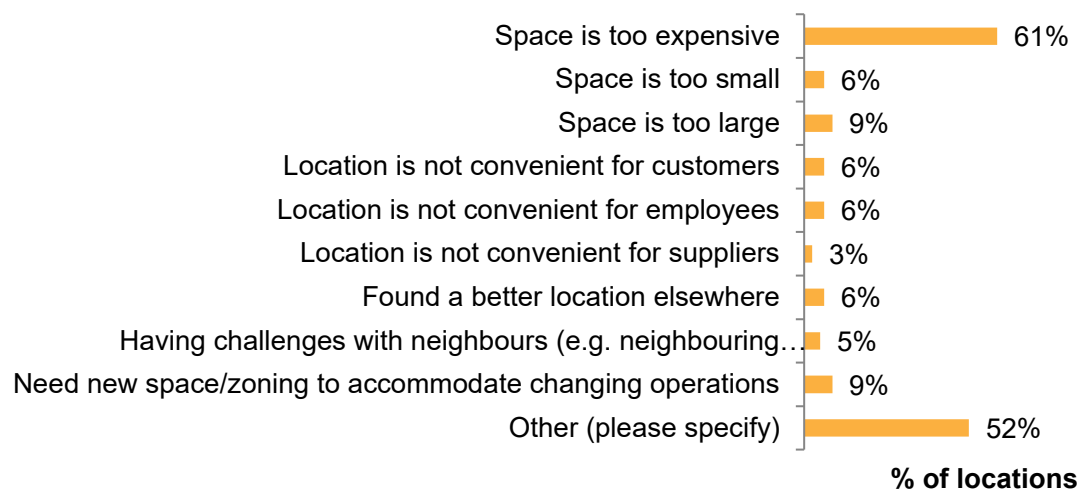 Space is too expensive 61%
Space is too small 6%
Space is too large 9%
Location is not convenient for customers 6%
Location is not convenient for employees 6%
Location is not convenient for suppliers 3%
Found a better location elsewhere 6%
Having challenges with neighbours (e.g. neighbouring… 5%
Need new space/zoning to accommodate changing operations 9%
Other (please specify) 52%
% of locations